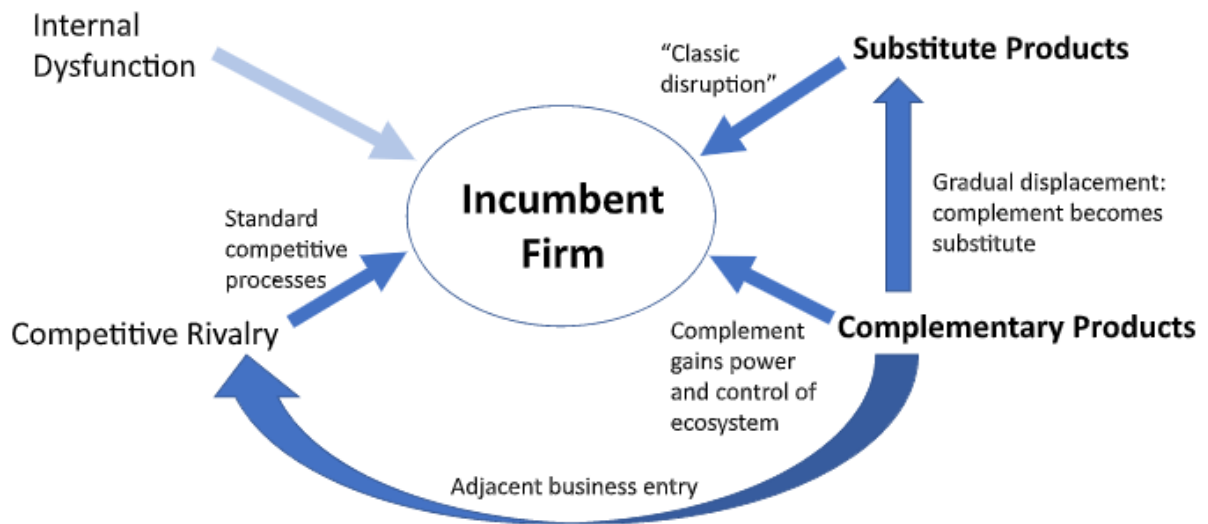 Internal
Dysfunction
"Classic
disruption"
Substitute Products
Incumbent
Firm
Gradual displacement:
complement becomes
substitute
Standard
competitive
processes
Competitive Rivalry
Complementary Products
Complement
gains power
and control of
ecosystem
Adjacent business entry